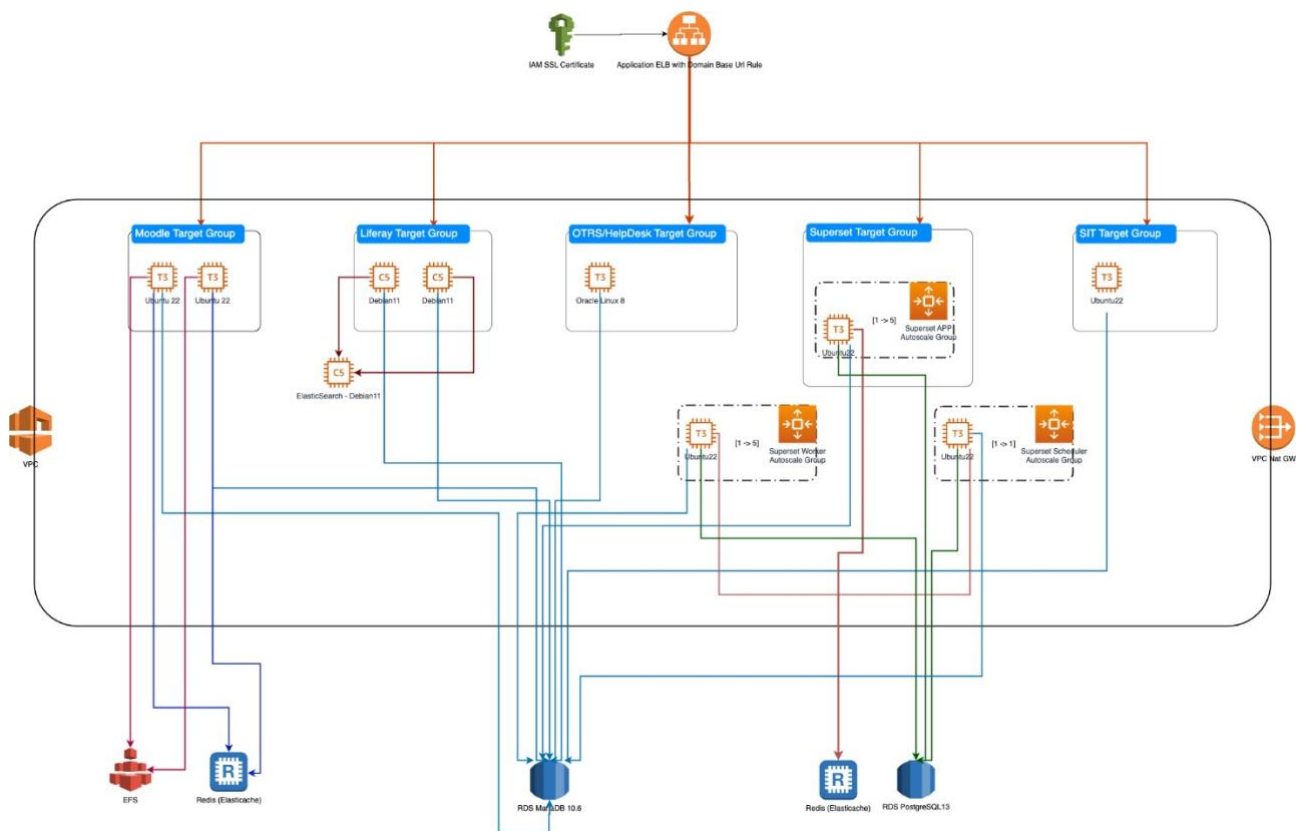 IAM SSL Certificate
Application ELB with Domain Base Url Rule
Moodle Target Group
Liferay Target Group
OTRS/HelpDesk Target Group
Superset Target Group
SIT Target Group
T3
T3
C5
C5
T3
T3
Ubuntu 22
Ubuntu 22
Debian11
Debian11
Oracle Linux 8
Ubuntu22
[1 -> 5]
T3
Superset APP
Autoscale Group
Ubuntu22
C5
ElasticSearch - Debian11
T3
[1 -> 5]
Ubuntu22
Superset Worker
Autoscale Group
T3
[1 -> 1]
Ubuntu22
Superset Scheduler
Autoscale Group
VPC
VPC Nat GW
R
R
EFS
Redis (Elasticache)
RDS MariaDB 10.6
Redis (Elasticache)
RDS PostgreSQL13